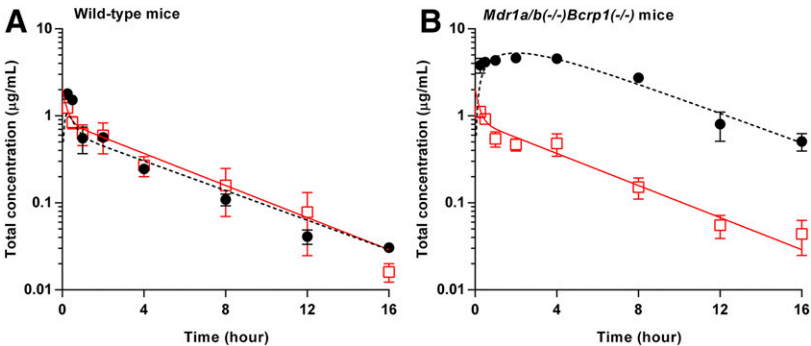 A Wild-type mice
Total concentration (µg/mL)
10
1
0.1
0.01
0 4 8 12 16
Time (hour)
B Mdr1a/b(-/-)Bcrp1(-/-) mice
Total concentration (µg/mL)
10
1
0.1
0.01
0 4 8 12 16
Time (hour)